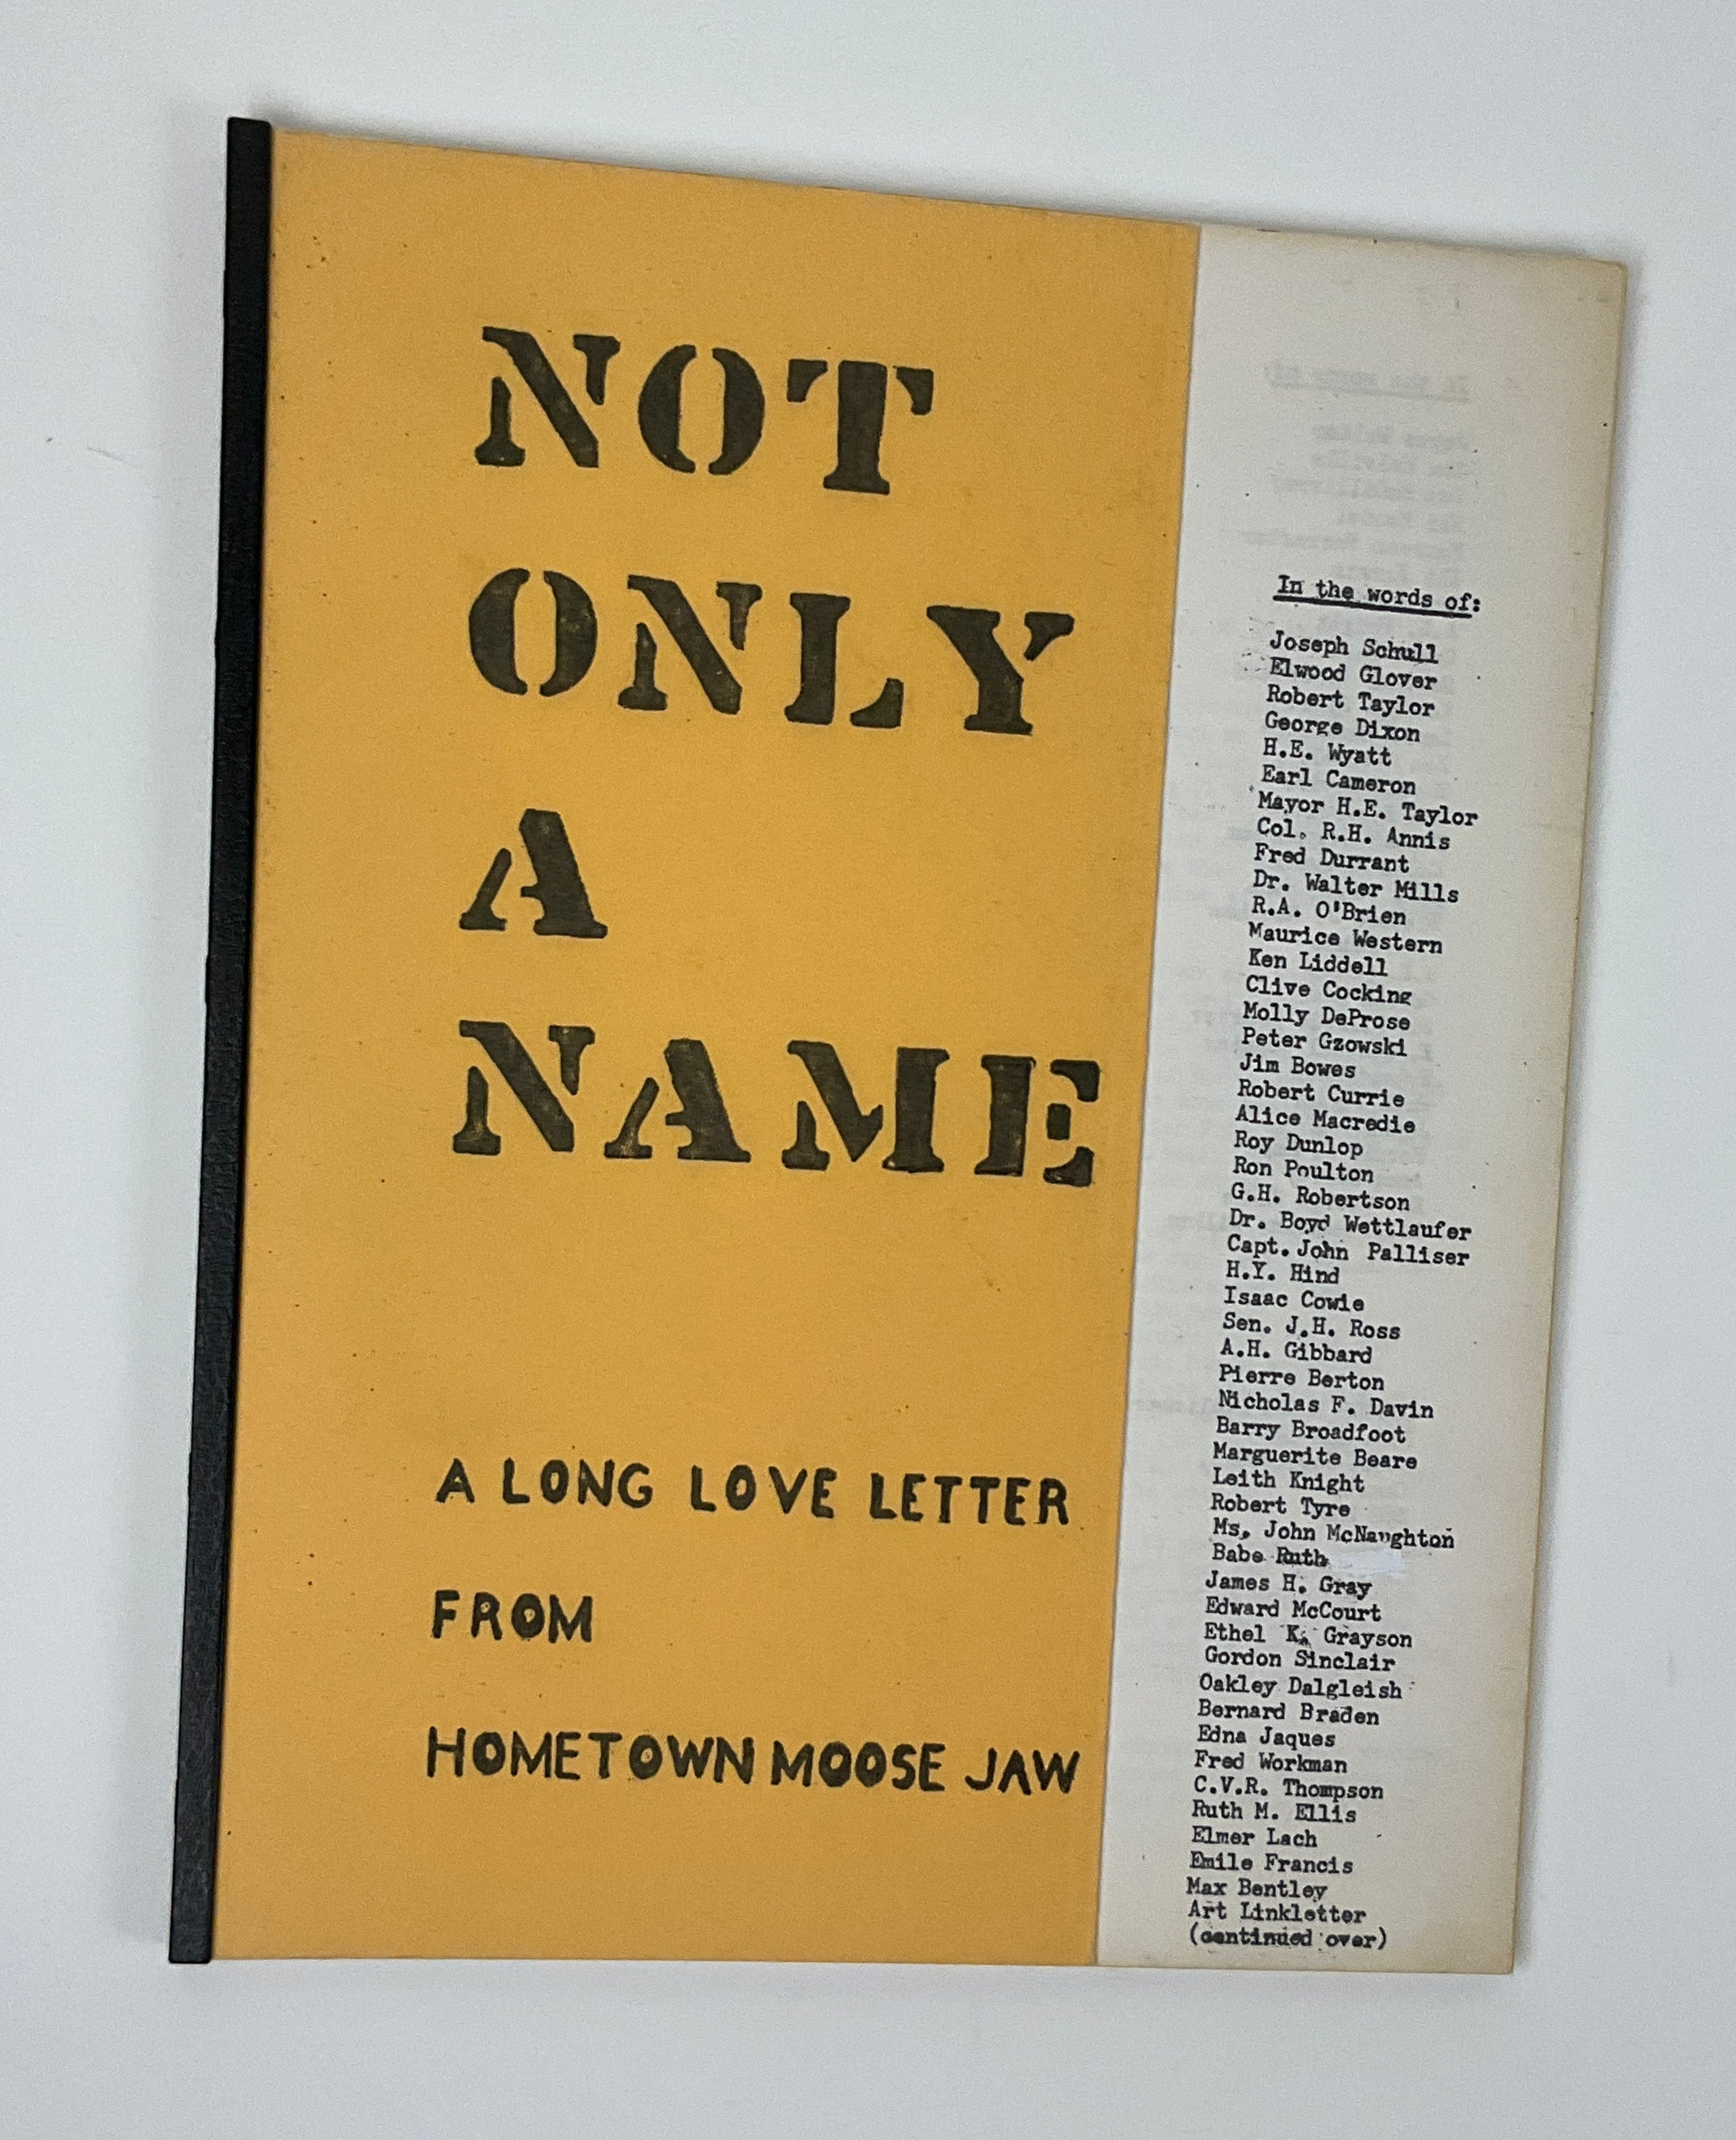 NOT
ONLY
A
NAME
A LONG LOVE LETTER
FROM
HOMETOWN MOOSE JAW
In the words of:
Joseph Schull
Elwood Glover
Robert Taylor
George Dixon
H.E. Wyatt
Earl Cameron
Mayor H.E. Taylor
Col. R.H. Annis
Fred Durrant
Dr. Walter Mills
R.A. O'Brien
Maurice Western
Ken Liddell
Clive Cocking
Molly DeProse
Peter Gzowski
Jim Bowes
Robert Currie
Alice Macredie
Roy Dunlop
Ron Poulton
G.H. Robertson
Dr. Boyd Wettlaufer
Capt. John Palliser
H.Y. Hind
Isaac Cowie
Sen. J.H. Ross
A.H. Gibbard
Pierre Berton
Nicholas F. Davin
Barry Broadfoot
Marguerite Beare
Leith Knight
Robert Tyre
Ms. John McNaughton
Babe Ruth
James H. Gray
Edward McCourt
Ethel K. Grayson
Gordon Sinclair
Oakley Dalgleish
Bernard Braden
Edna Jaques
Fred Workman
C.V.R. Thompson
Ruth M. Ellis
Elmer Lach
Emile Francis
Max Bentley
Art Linkletter
(continued over)